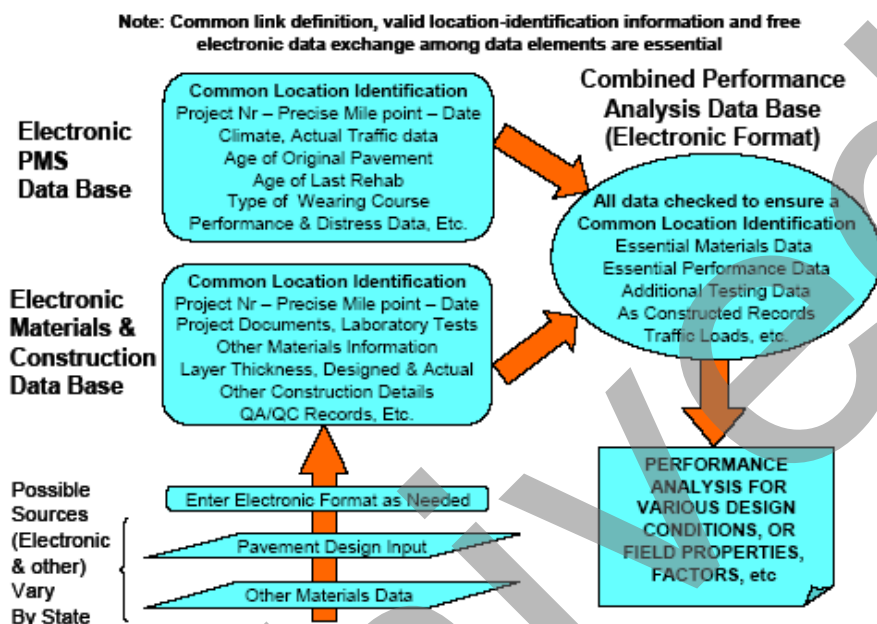 Note: Common link definition, valid location-identification information and free
electronic data exchange among data elements are essential
Electronic
PMS
Data Base
Common Location Identification
Project Nr – Precise Mile point – Date
Climate, Actual Traffic data
Age of Original Pavement
Age of Last Rehab
Type of Wearing Course
Performance & Distress Data, Etc.
Combined Performance
Analysis Data Base
(Electronic Format)
All data checked to ensure a
Common Location Identification
Essential Materials Data
Essential Performance Data
Additional Testing Data
As Constructed Records
Traffic Loads, etc.
Electronic
Materials &
Construction
Data Base
Common Location Identification
Project Nr – Precise Mile point – Date
Project Documents, Laboratory Tests
Other Materials Information
Layer Thickness, Designed & Actual
Other Construction Details
QA/QC Records, Etc.
Possible
Sources
(Electronic
& other)
Vary
By State
Enter Electronic Format as Needed
Pavement Design Input
Other Materials Data
PERFORMANCE
ANALYSIS FOR
VARIOUS DESIGN
CONDITIONS, OR
FIELD PROPERTIES,
FACTORS, etc